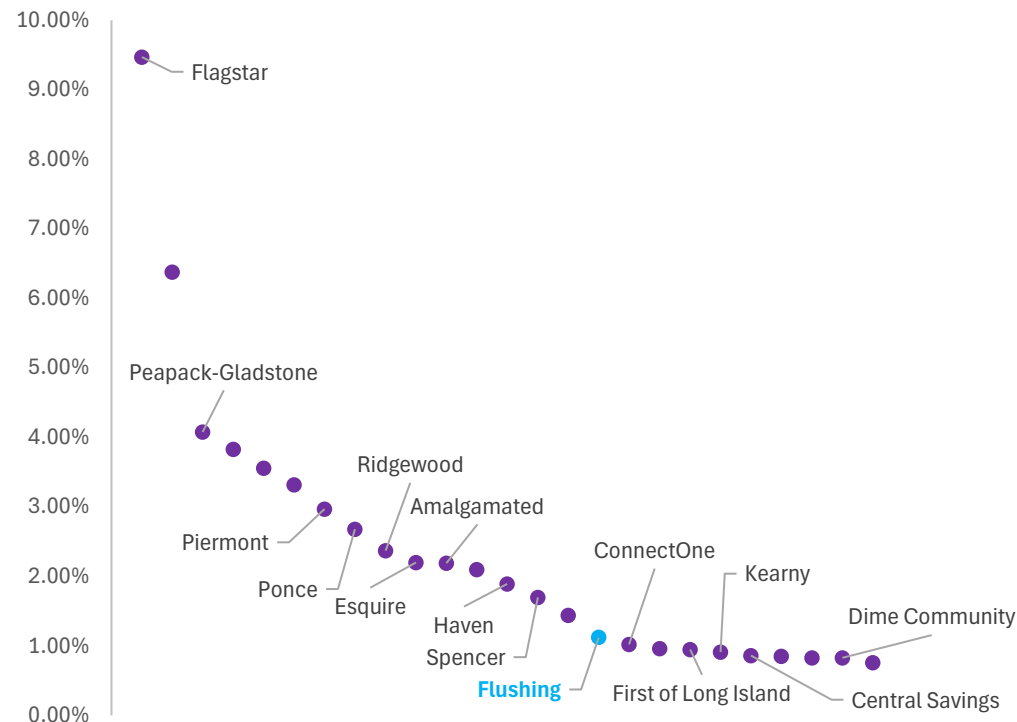 10.00%
Flagstar
9.00%
8.00%
7.00%
6.00%
5.00%
Peapack-Gladstone
4.00%
Ridgewood
3.00%
Amalgamated
Piermont
ConnectOne
2.00%
Kearny
Ponce
Esquire
Dime Community
Haven
1.00%
Spencer
Flushing
First of Long Island
Central Savings
0.00%